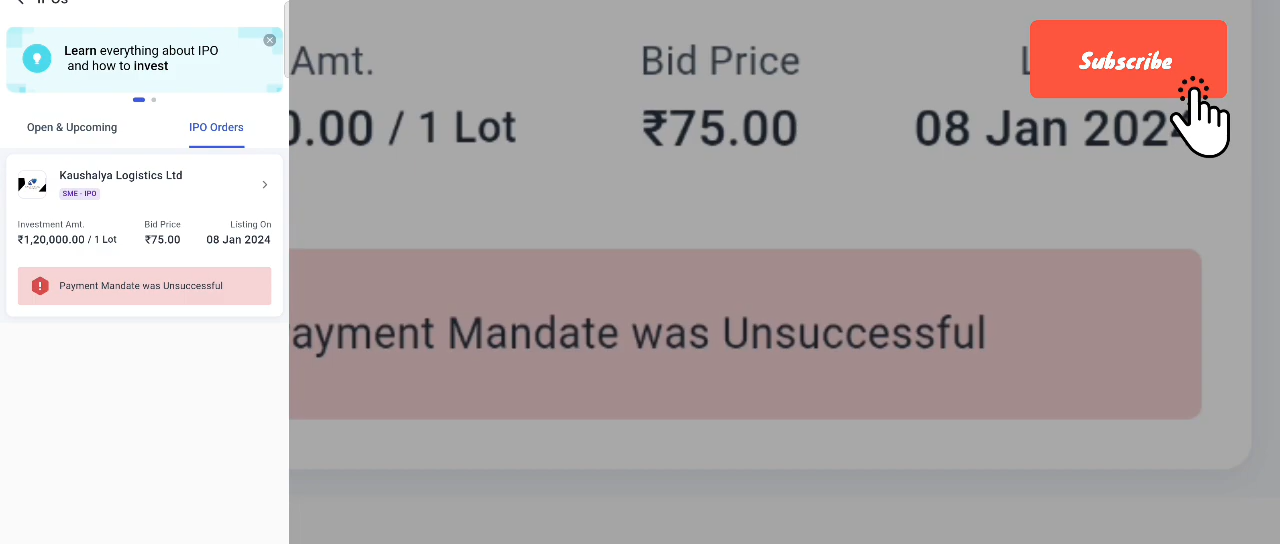 IPOs
Learn everything about IPO
and how to invest
Open & Upcoming
IPO Orders
Kaushalya Logistics Ltd
SME - IPO
Investment Amt.
Bid Price
Listing On
₹1,20,000.00 / 1 Lot
₹75.00
08 Jan 2024
Payment Mandate was Unsuccessful
Amt.
Bid Price
0.00 / 1 Lot
₹75.00
08 Jan 2024
ayment Mandate was Unsuccessful
Subscribe